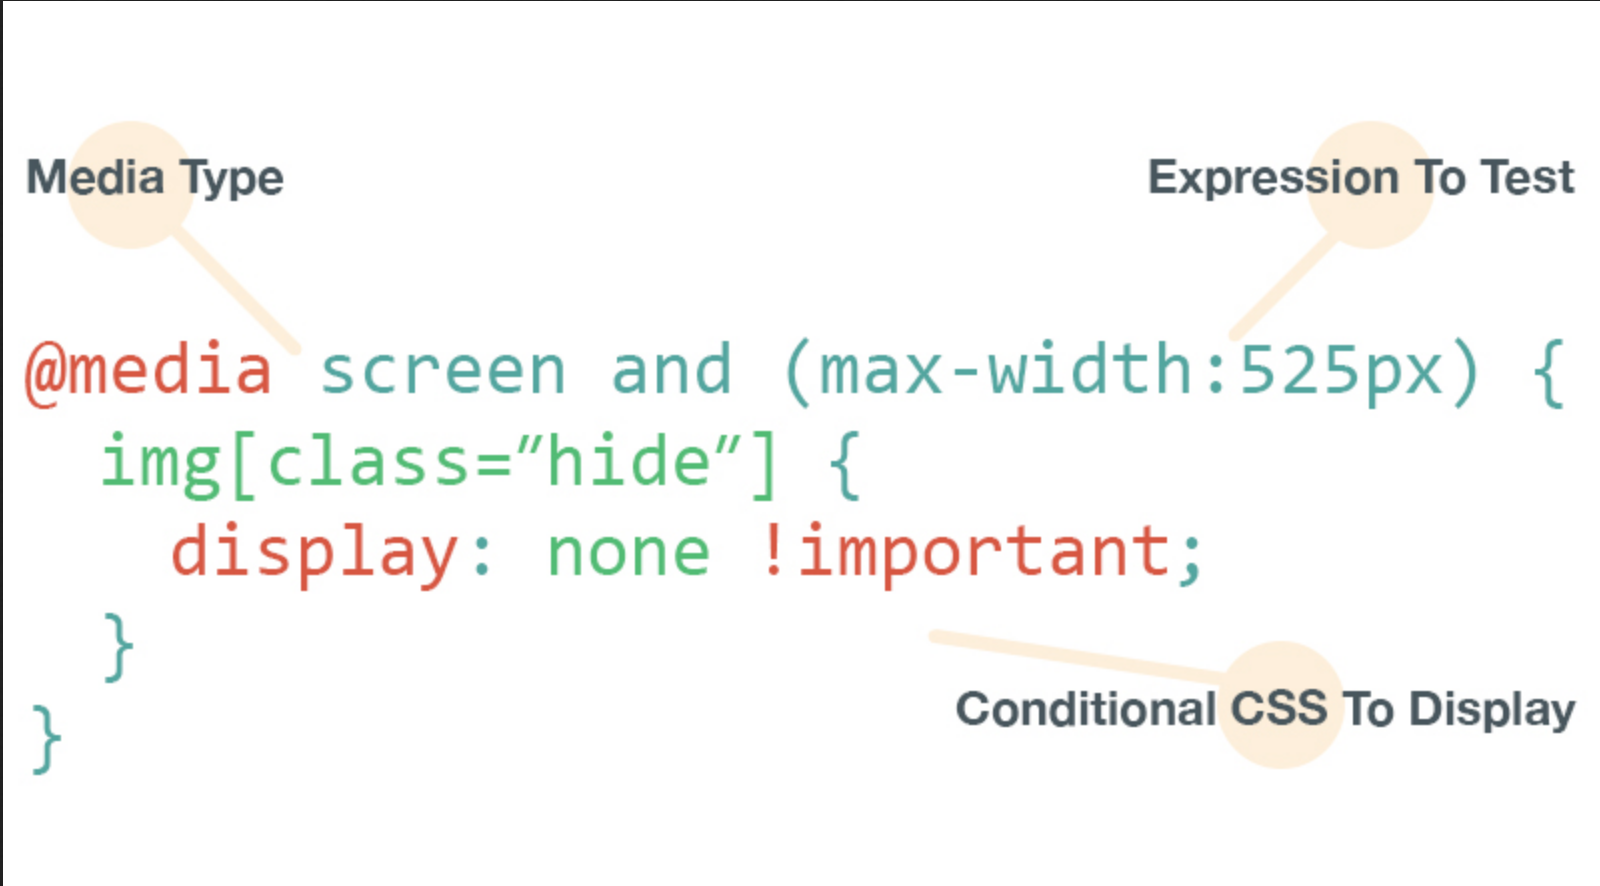 Media Type
Expression To Test
@media screen and (max-width:525px) {
img[class=”hide”] {
display: none !important;
}
}
Conditional CSS To Display